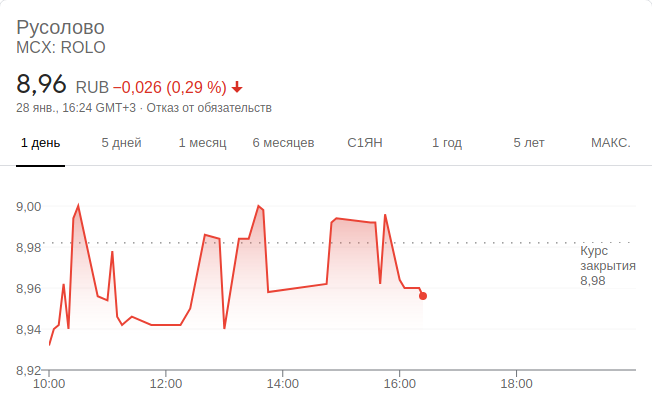 Русолово
MCX: ROLO
8,96 RUB −0,026 (0,29 %)
28 янв., 16:24 GMT+3 · Отказ от обязательств
1 день 5 дней 1 месяц 6 месяцев С1ЯН 1 год 5 лет МАКС.
9,00
8,98
Курс
закрытия
8,98
8,96
8,94
8,92
10:00 12:00 14:00 16:00 18:00